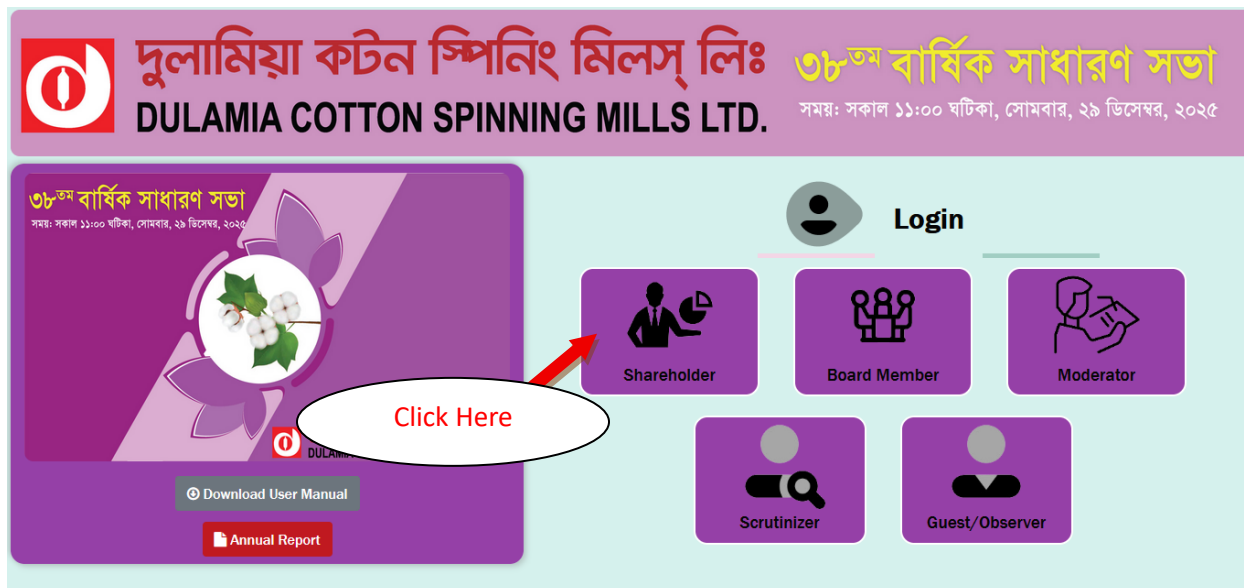 দুলামিয়া কটন স্পিনিং মিলস্ লিঃ
DULAMIA COTTON SPINNING MILLS LTD.
৩৮তম বার্ষিক সাধারণ সভা
সময়: সকাল ১১:০০ ঘটিকা, সোমবার, ২৯ ডিসেম্বর, ২০২৫
৩৮তম বার্ষিক সাধারণ সভা
সময়: সকাল ১১:০০ ঘটিকা, সোমবার, ২৯ ডিসেম্বর, ২০২৫
Download User Manual
Annual Report
Login
Click Here
Shareholder
Board Member
Moderator
Scrutinizer
Guest/Observer